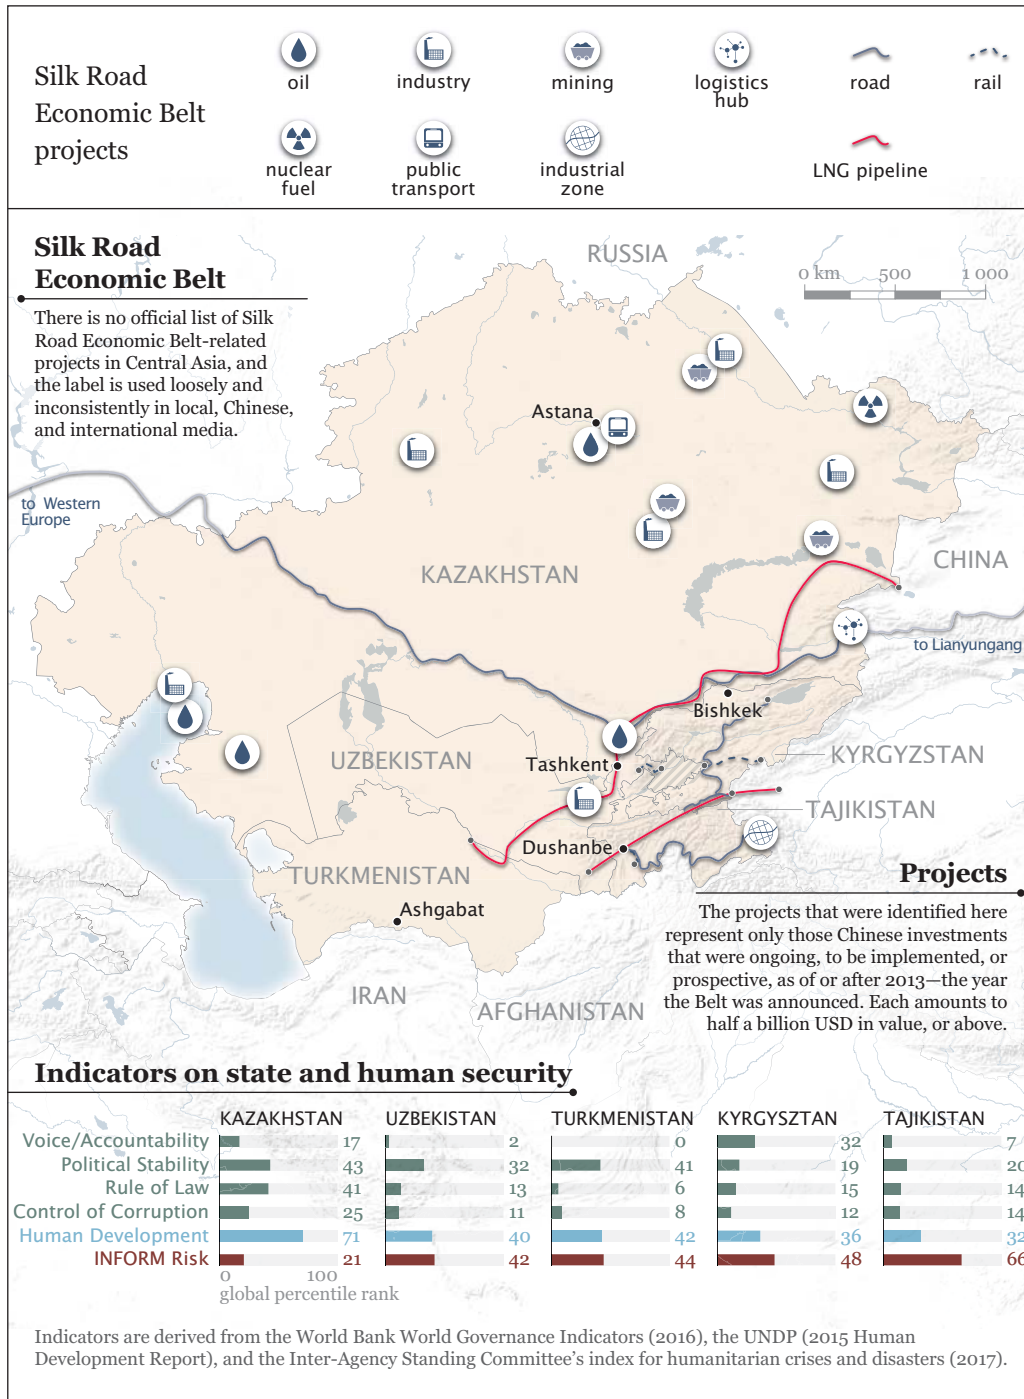 Silk Road
Economic Belt
projects
oil
industry
mining
logistics
hub
road
rail
nuclear
fuel
public
transport
industrial
zone
LNG pipeline
Silk Road
Economic Belt
There is no official list of Silk
Road Economic Belt-related
projects in Central Asia, and
the label is used loosely and
inconsistently in local, Chinese,
and international media.
RUSSIA
0 km 500 1 000
Astana
to Western
Europe
KAZAKHSTAN
CHINA
to Lianyungang
Bishkek
UZBEKISTAN
Tashkent
KYRGYZSTAN
TAJIKISTAN
Dushanbe
TURKMENISTAN
Ashgabat
IRAN
AFGHANISTAN
Projects
The projects that were identified here
represent only those Chinese investments
that were ongoing, to be implemented, or
prospective, as of or after 2013—the year
the Belt was announced. Each amounts to
half a billion USD in value, or above.
Indicators on state and human security
KAZAKHSTAN UZBEKISTAN TURKMENISTAN KYRGYSZTAN TAJIKISTAN
Voice/Accountability 17 2 0 32 7
Political Stability 43 32 41 19 20
Rule of Law 41 13 6 15 14
Control of Corruption 25 11 8 12 14
Human Development 71 40 42 36 32
INFORM Risk 21 42 44 48 66
0 100
global percentile rank
Indicators are derived from the World Bank World Governance Indicators (2016), the UNDP (2015 Human
Development Report), and the Inter-Agency Standing Committee's index for humanitarian crises and disasters (2017).